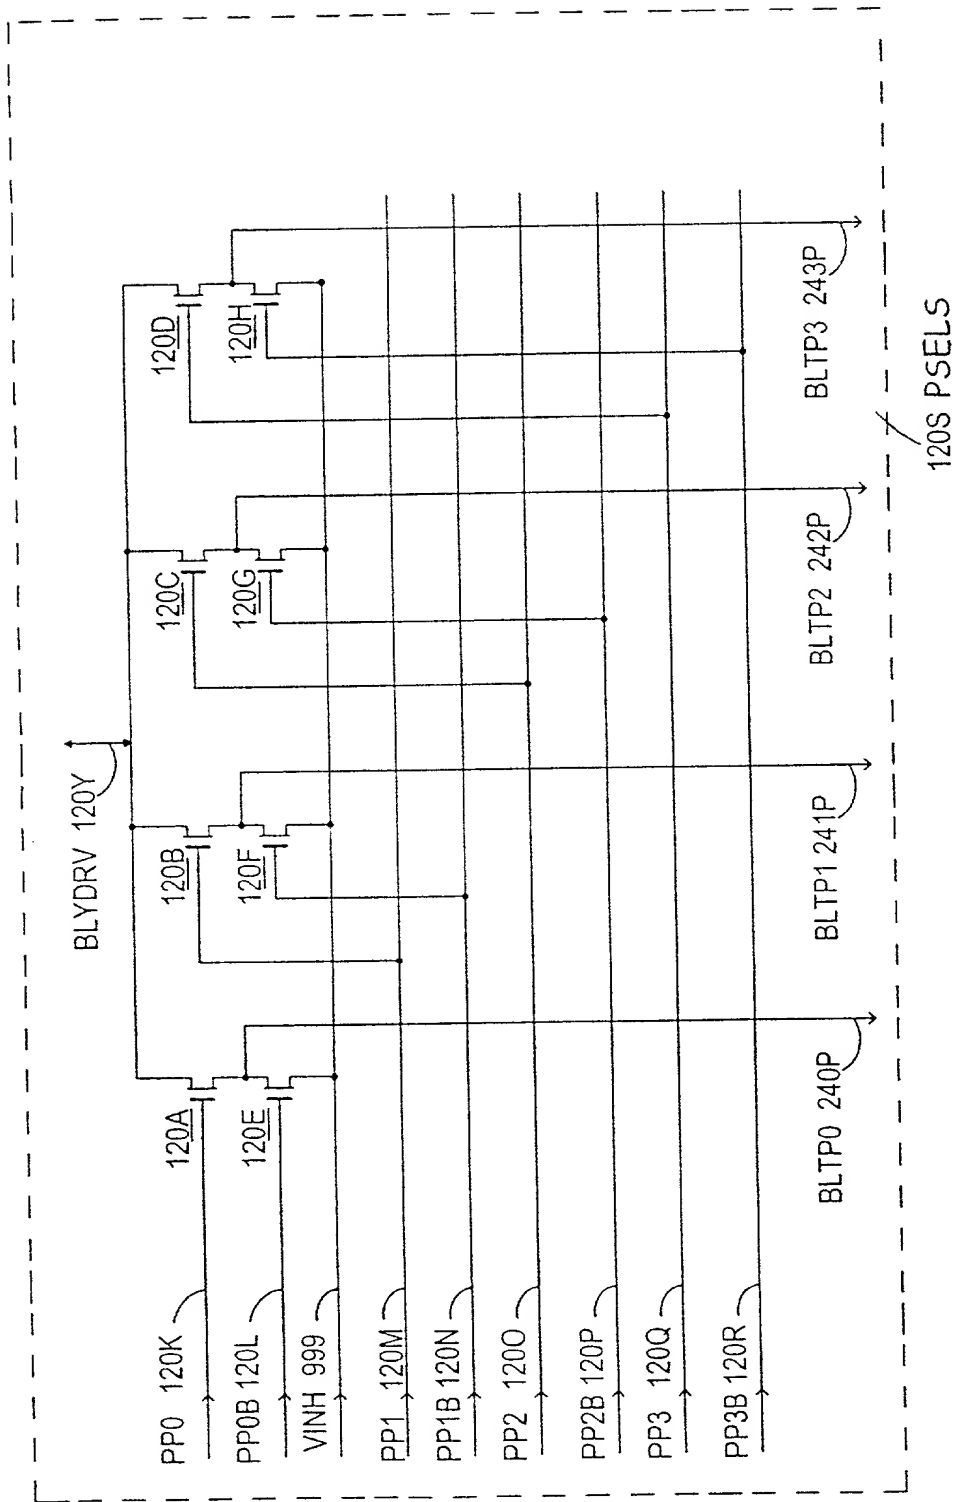 BLYDRV 120Y
120A
120B
120C
120D
120E
120F
120G
120H
PP0 120K
PP0B 120L
VINH 999
PP1 120M
PP1B 120N
PP2 120O
PP2B 120P
PP3 120Q
PP3B 120R
BLTP0 240P
BLTP1 241P
BLTP2 242P
BLTP3 243P
120S PSELS